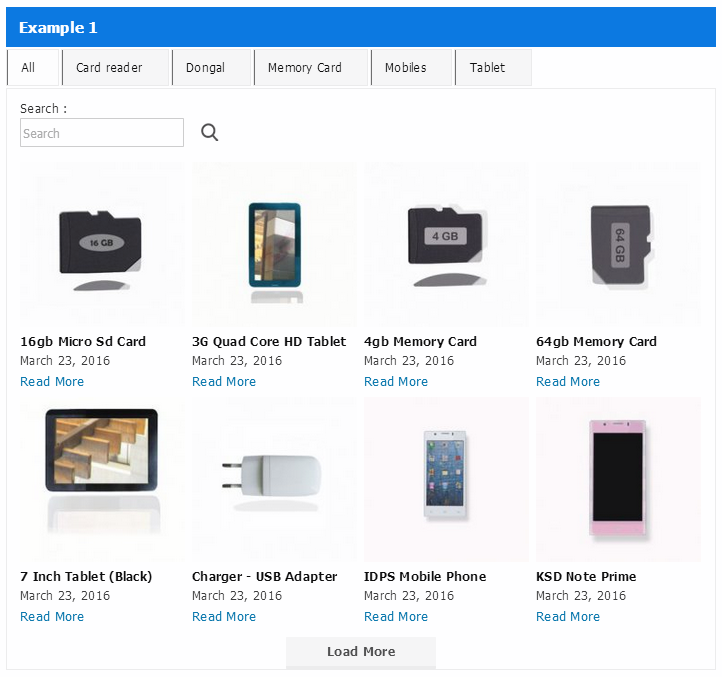 Example 1
All Card reader Dongal Memory Card Mobiles Tablet
Search :
Search
16 GB
4 GB
64 GB
16gb Micro Sd Card 3G Quad Core HD Tablet 4gb Memory Card 64gb Memory Card
March 23, 2016 March 23, 2016 March 23, 2016 March 23, 2016
Read More Read More Read More Read More
7 Inch Tablet (Black) Charger - USB Adapter IDPS Mobile Phone KSD Note Prime
March 23, 2016 March 23, 2016 March 23, 2016 March 23, 2016
Read More Read More Read More Read More
Load More